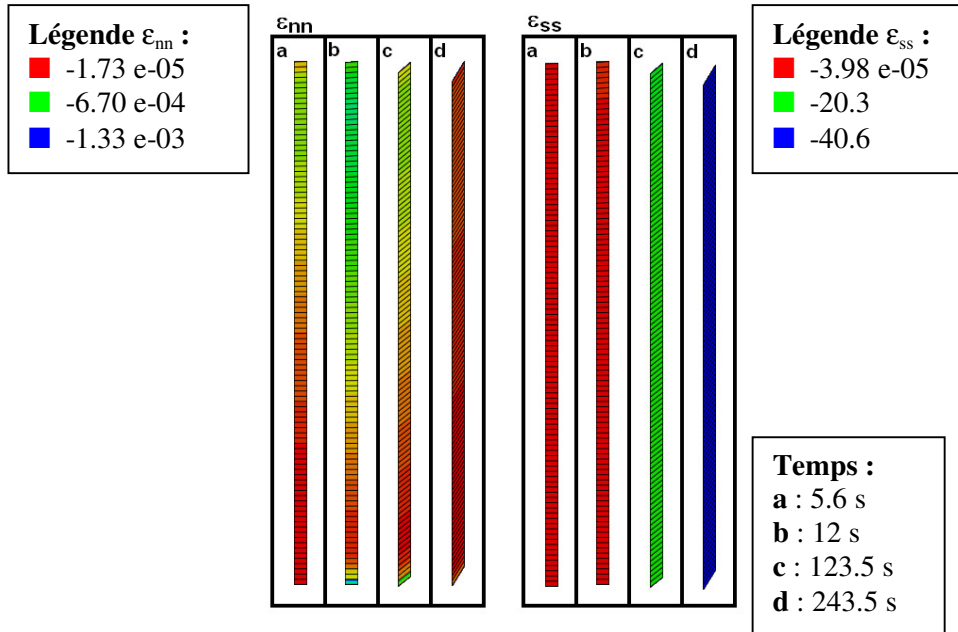 Légende εnn :
-1.73 e-05
-6.70 e-04
-1.33 e-03
εnn
a b c d
εss
a b c d
Légende εss :
-3.98 e-05
-20.3
-40.6
Temps :
a : 5.6 s
b : 12 s
c : 123.5 s
d : 243.5 s